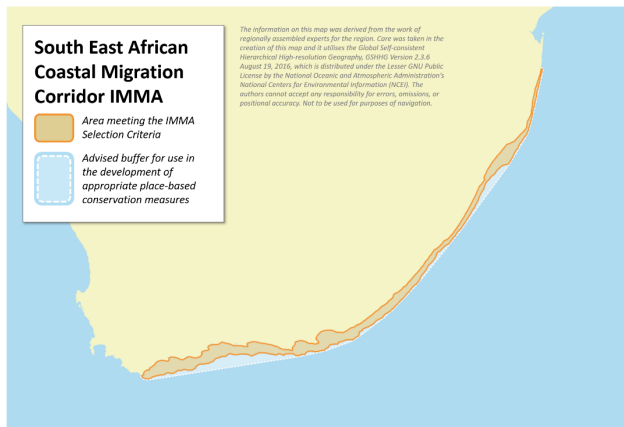 South East African
Coastal Migration
Corridor IMMA
Area meeting the IMMA
Selection Criteria
Advised buffer for use in
the development of
appropriate place-based
conservation measures
The information on this map was derived from the work of
regionally assembled experts for the region. Care was taken in the
creation of this map and it utilises the Global Self-consistent
Hierarchical High-resolution Geography, GSHHG Version 2.3.6
August 19, 2016, which is distributed under the Lesser GNU Public
License by the National Oceanic and Atmospheric Administration's
National Centers for Environmental Information (NCEI). The
authors cannot accept any responsibility for errors, omissions, or
positional accuracy. Not to be used for purposes of navigation.